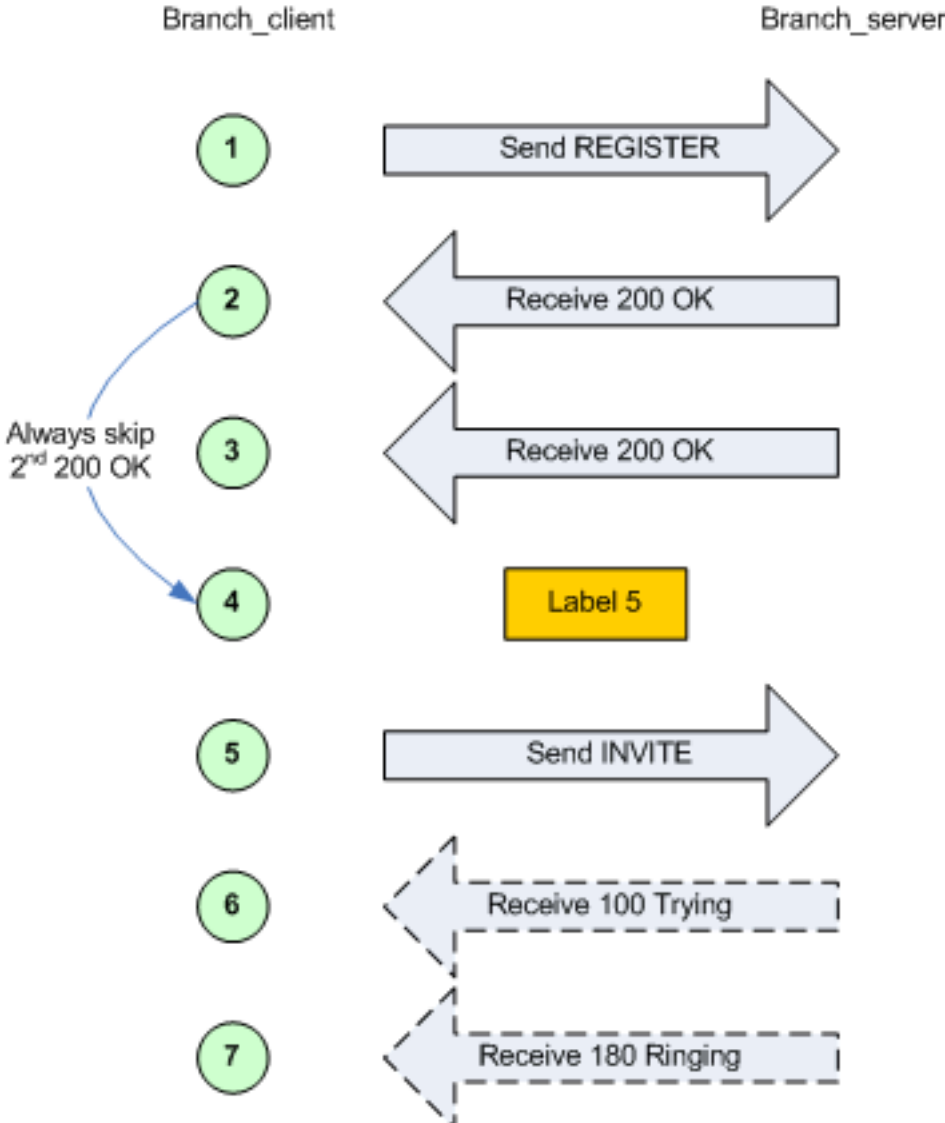 Branch_client
Branch_server
1
Send REGISTER
2
Receive 200 OK
Always skip
2nd 200 OK
3
Receive 200 OK
4
Label 5
5
Send INVITE
6
Receive 100 Trying
7
Receive 180 Ringing